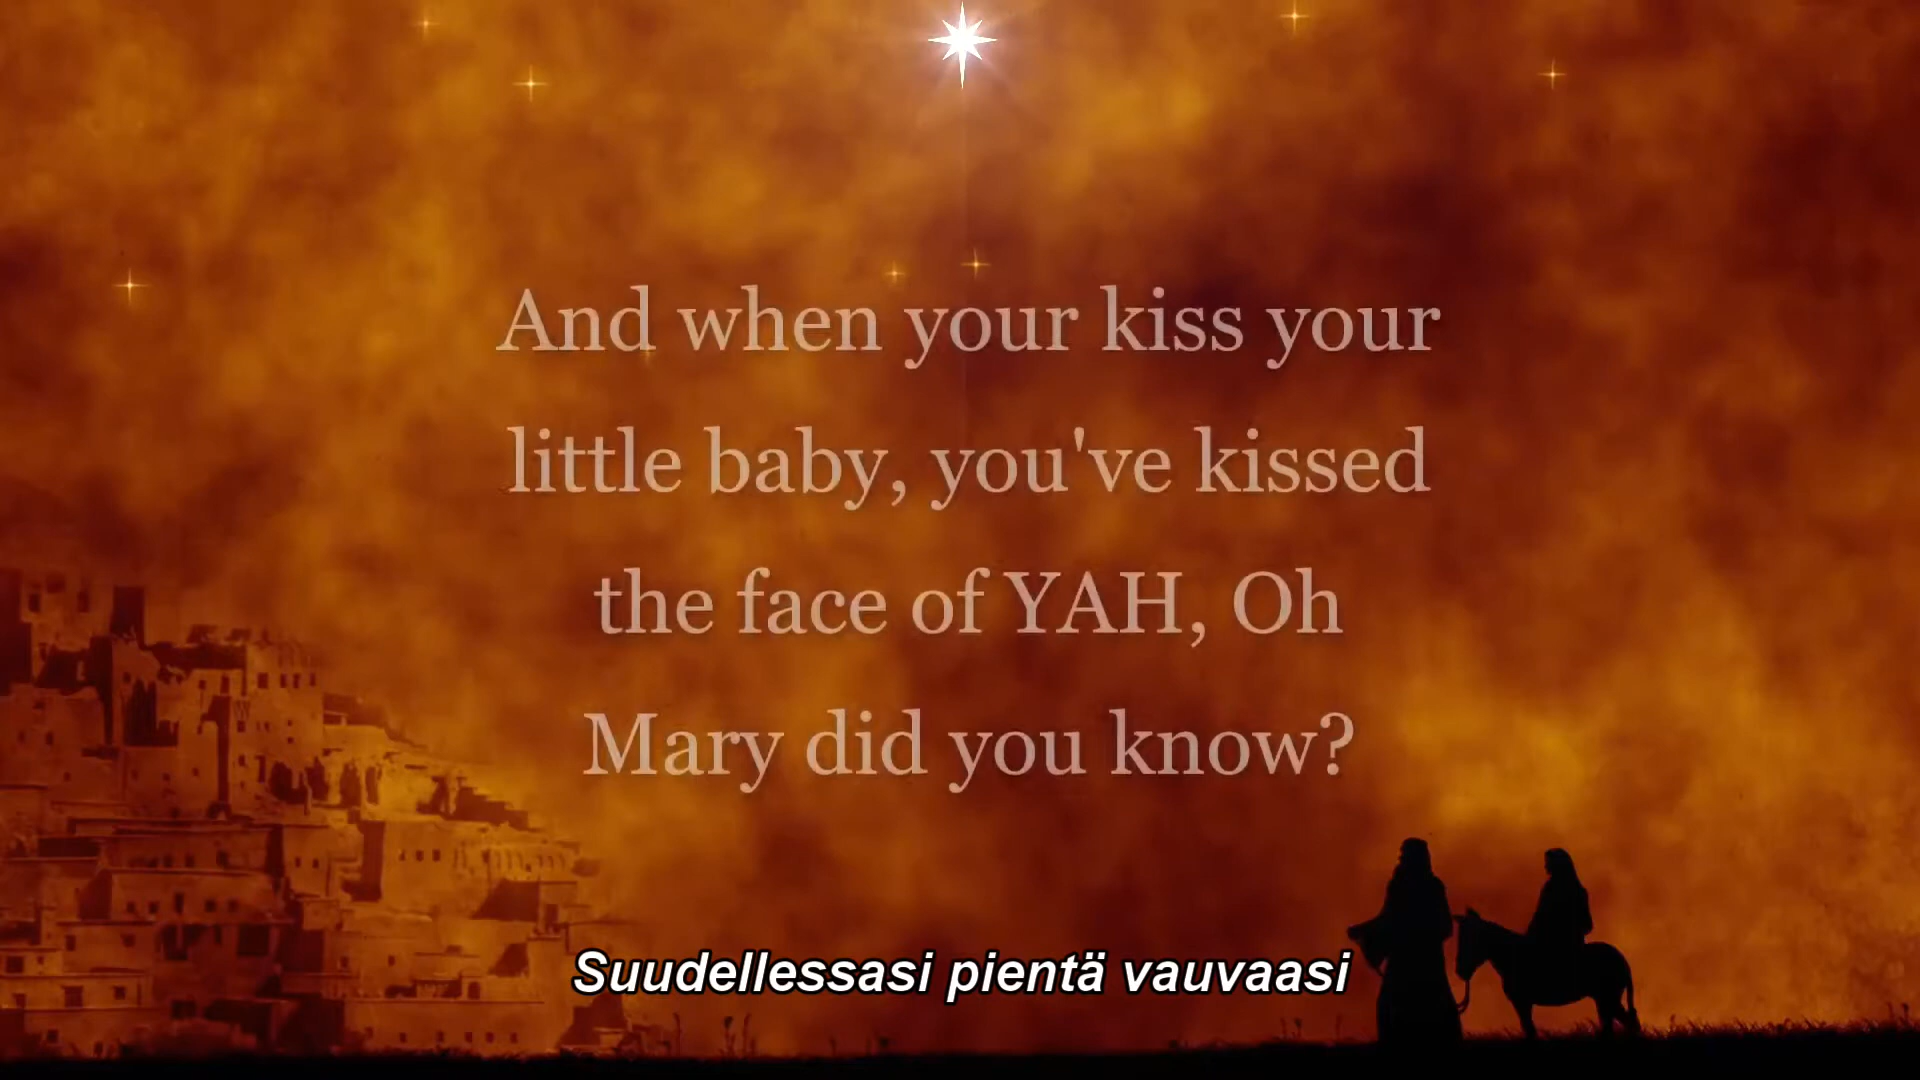 And when your kiss your
little baby, you've kissed
the face of YAH, Oh
Mary did you know?
Suudellessasi pientä vauvaasi